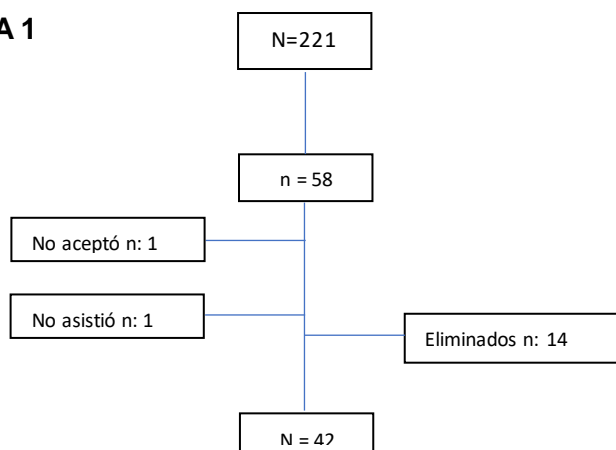 A 1
N=221
n = 58
No aceptó n: 1
No asistió n: 1
Eliminados n: 14
N = 42